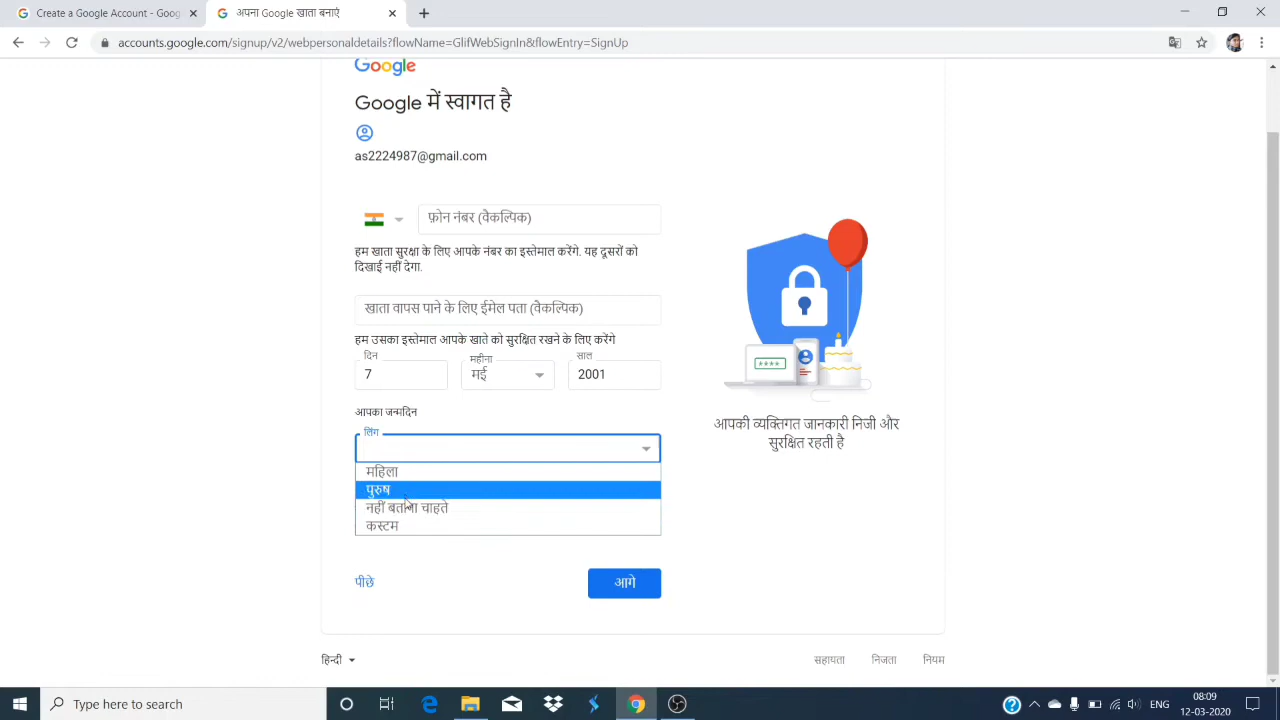 Create a Google Account - Goog
अपना Google खाता बनाएं
accounts.google.com/signup/v2/webpersonaldetails?flowName=GlifWebSignIn&flowEntry=SignUp
Google
Google में स्वागत है
as2224987@gmail.com
फ़ोन नंबर (वैकल्पिक)
हम खाता सुरक्षा के लिए आपके नंबर का इस्तेमाल करेंगे. यह दूसरों को
दिखाई नहीं देगा.
खाता वापस पाने के लिए ईमेल पता (वैकल्पिक)
हम उसका इस्तेमाल आपके खाते को सुरक्षित रखने के लिए करेंगे
दिन महीना साल
7 मई 2001
आपका जन्मदिन
लिंग
महिला
पुरुष
नहीं बताना चाहते
कस्टम
****
आपकी व्यक्तिगत जानकारी निजी और
सुरक्षित रहती है
पीछे आगे
हिन्दी सहायता निजता नियम
Type here to search
ENG
08:09
12-03-2020